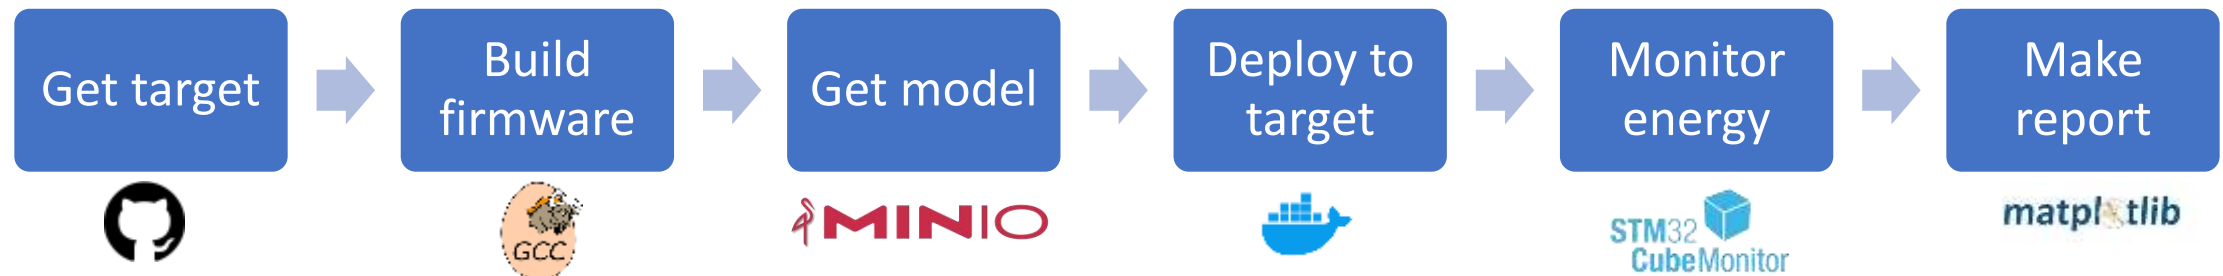 Get target
Build
firmware
Get model
Deploy to
target
Monitor
energy
Make
report
GCC
MINIO
STM32
CubeMonitor
matplotlib